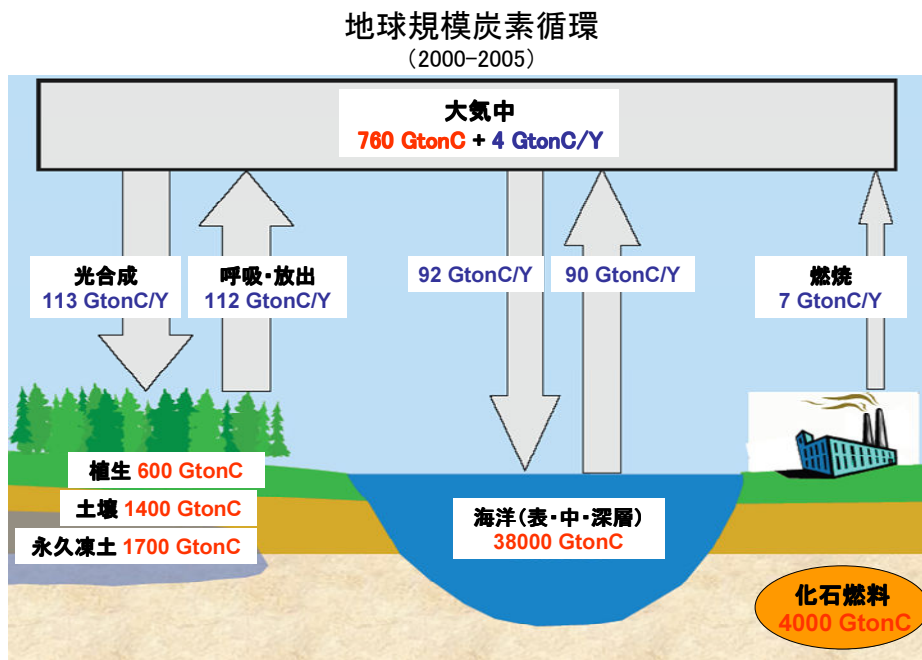 地球規模炭素循環
（2000-2005）
大気中
760 GtonC + 4 GtonC/Y
光合成
113 GtonC/Y
呼吸・放出
112 GtonC/Y
92 GtonC/Y
90 GtonC/Y
燃焼
7 GtonC/Y
植生 600 GtonC
土壌 1400 GtonC
永久凍土 1700 GtonC
海洋（表・中・深層）
38000 GtonC
化石燃料
4000 GtonC